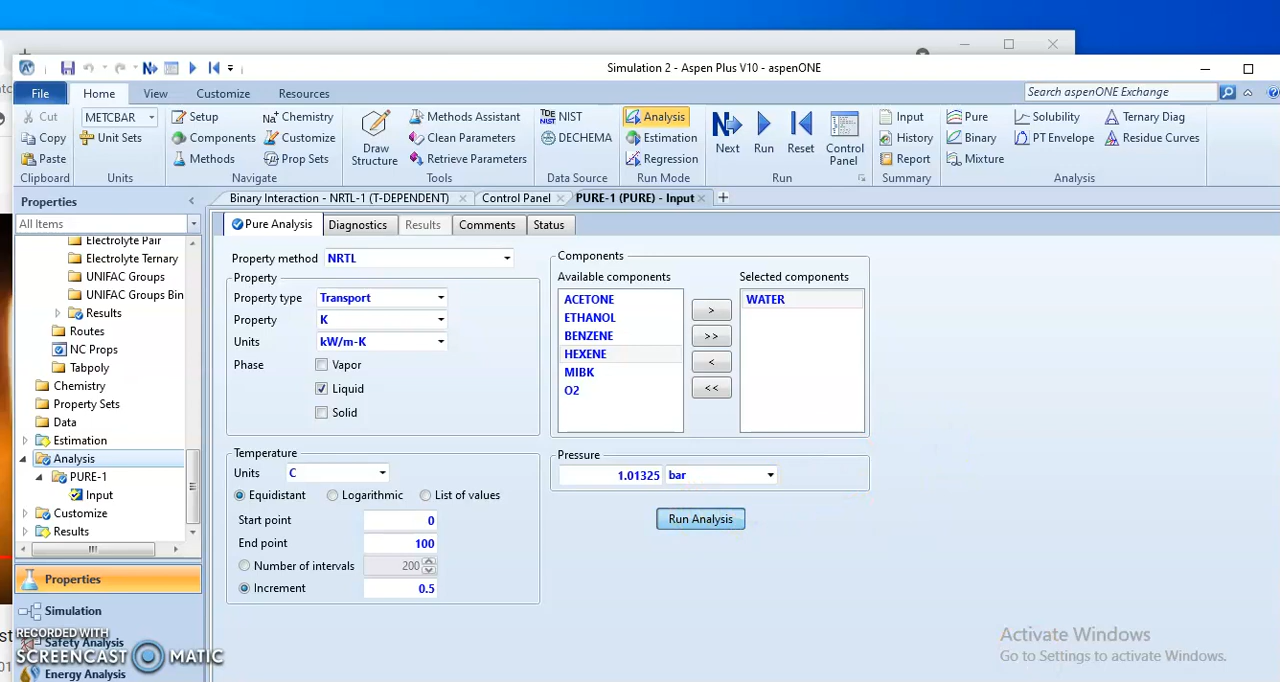 Simulation 2 - Aspen Plus V10 - aspenONE
File Home View Customize Resources Search aspenONE Exchange
Cut METCBAR Setup Chemistry Methods Assistant NIST Analysis Input Pure Solubility Ternary Diag
Copy Unit Sets Components Customize Clean Parameters DECHEMA Estimation History Binary PT Envelope Residue Curves
Paste Methods Prop Sets Draw Structure Retrieve Parameters Regression Next Run Reset Control Panel Report Mixture
Clipboard Units Navigate Tools Data Source Run Mode Run Summary Analysis
Properties Binary Interaction - NRTL-1 (T-DEPENDENT) Control Panel PURE-1 (PURE) - Input
All Items Pure Analysis Diagnostics Results Comments Status
Electrolyte Pair
Electrolyte Ternary
UNIFAC Groups
UNIFAC Groups Bin
Results
Routes
NC Props
Tabpoly
Chemistry
Property Sets
Data
Estimation
Analysis
PURE-1
Input
Customize
Results
Properties
Simulation
Safety Analysis
Energy Analysis
Property method NRTL
Property
Property type Transport
Property K
Units kW/m-K
Phase Vapor
Liquid
Solid
Temperature
Units C
Equidistant Logarithmic List of values
Start point 0
End point 100
Number of intervals 200
Increment 0.5
Components
Available components Selected components
ACETONE WATER
ETHANOL
BENZENE
HEXENE
MIBK
O2
> 
>>
<
<<
Pressure
1.01325 bar
Run Analysis
RECORDED WITH
SCREENCAST MATIC
Activate Windows
Go to Settings to activate Windows.